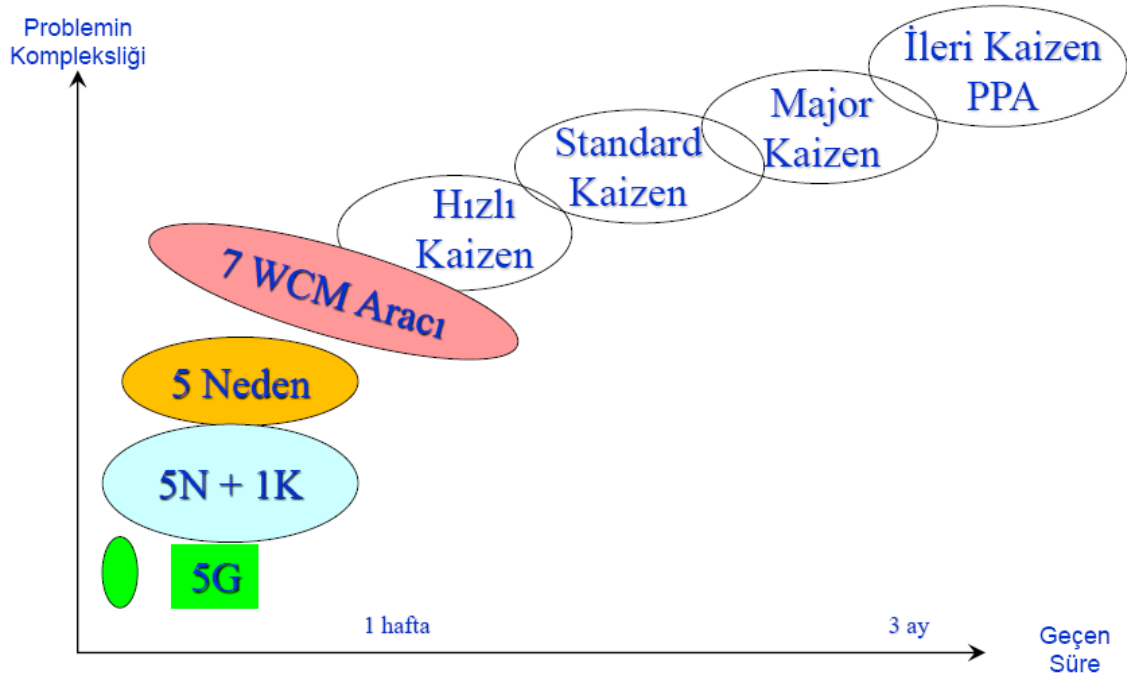 Problemin
Kompleksliği
İleri Kaizen
PPA
Major
Kaizen
Standard
Kaizen
Hızlı
Kaizen
7 WCM Aracı
5 Neden
5N + 1K
5G
1 hafta
3 ay
Geçen
Süre